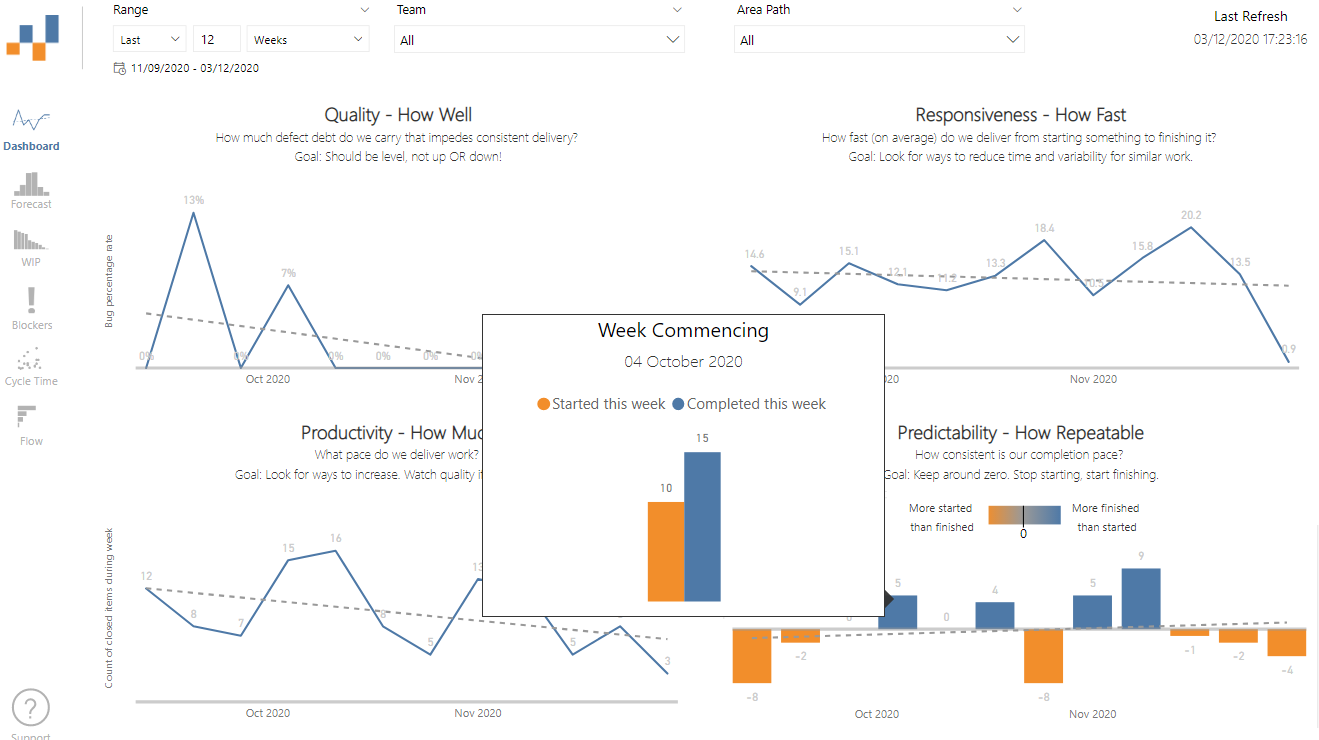 Range
Team
Area Path
Last Refresh
Last
12
Weeks
All
All
03/12/2020 17:23:16
11/09/2020 - 03/12/2020
Dashboard
Forecast
WIP
Blockers
Cycle Time
Flow
Support
Quality - How Well
How much defect debt do we carry that impedes consistent delivery?
Goal: Should be level, not up OR down!
Bug percentage rate
13%
7%
0%
0%
0%
0%
0%
0%
Oct 2020
Nov 2
Responsiveness - How Fast
How fast (on average) do we deliver from starting something to finishing it?
Goal: Look for ways to reduce time and variability for similar work.
14.6
9.1
15.1
12.1
11.2
13.3
18.4
10.5
15.8
20.2
13.5
0.9
020
Nov 2020
Week Commencing
04 October 2020
Started this week
Completed this week
10
15
Productivity - How Muc
What pace do we deliver work?
Goal: Look for ways to increase. Watch quality i
Count of closed items during week
12
8
7
15
16
8
5
13
5
3
Oct 2020
Nov 2020
Predictability - How Repeatable
How consistent is our completion pace?
Goal: Keep around zero. Stop starting, start finishing.
More started
than finished
0
More finished
than started
-8
-2
0
5
0
4
-8
5
9
-1
-2
-4
Oct 2020
Nov 2020